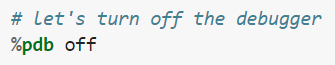 # let's turn off the debugger
%pdb off